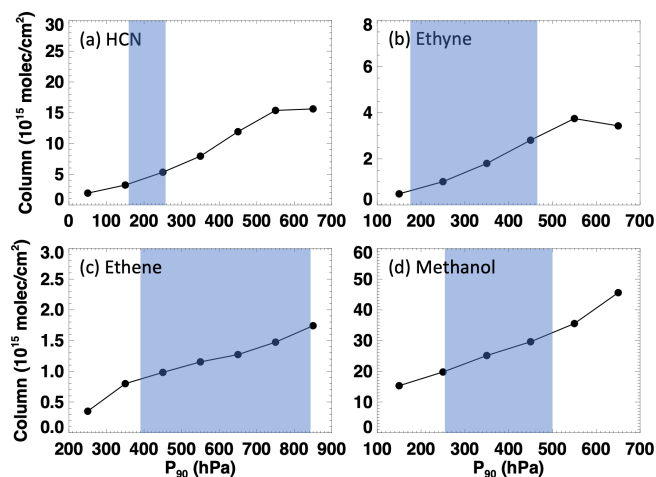 (a) HCN
30
25
20
15
10
5
0
0 100 200 300 400 500 600 700
Column (10¹⁵ molec/cm²)
(b) Ethyne
8
6
4
2
0
100 200 300 400 500 600 700
(c) Ethene
3.0
2.5
2.0
1.5
1.0
0.5
0.0
200 300 400 500 600 700 800 900
Column (10¹⁵ molec/cm²)
P₉₀ (hPa)
(d) Methanol
60
50
40
30
20
10
0
100 200 300 400 500 600 700
P₉₀ (hPa)